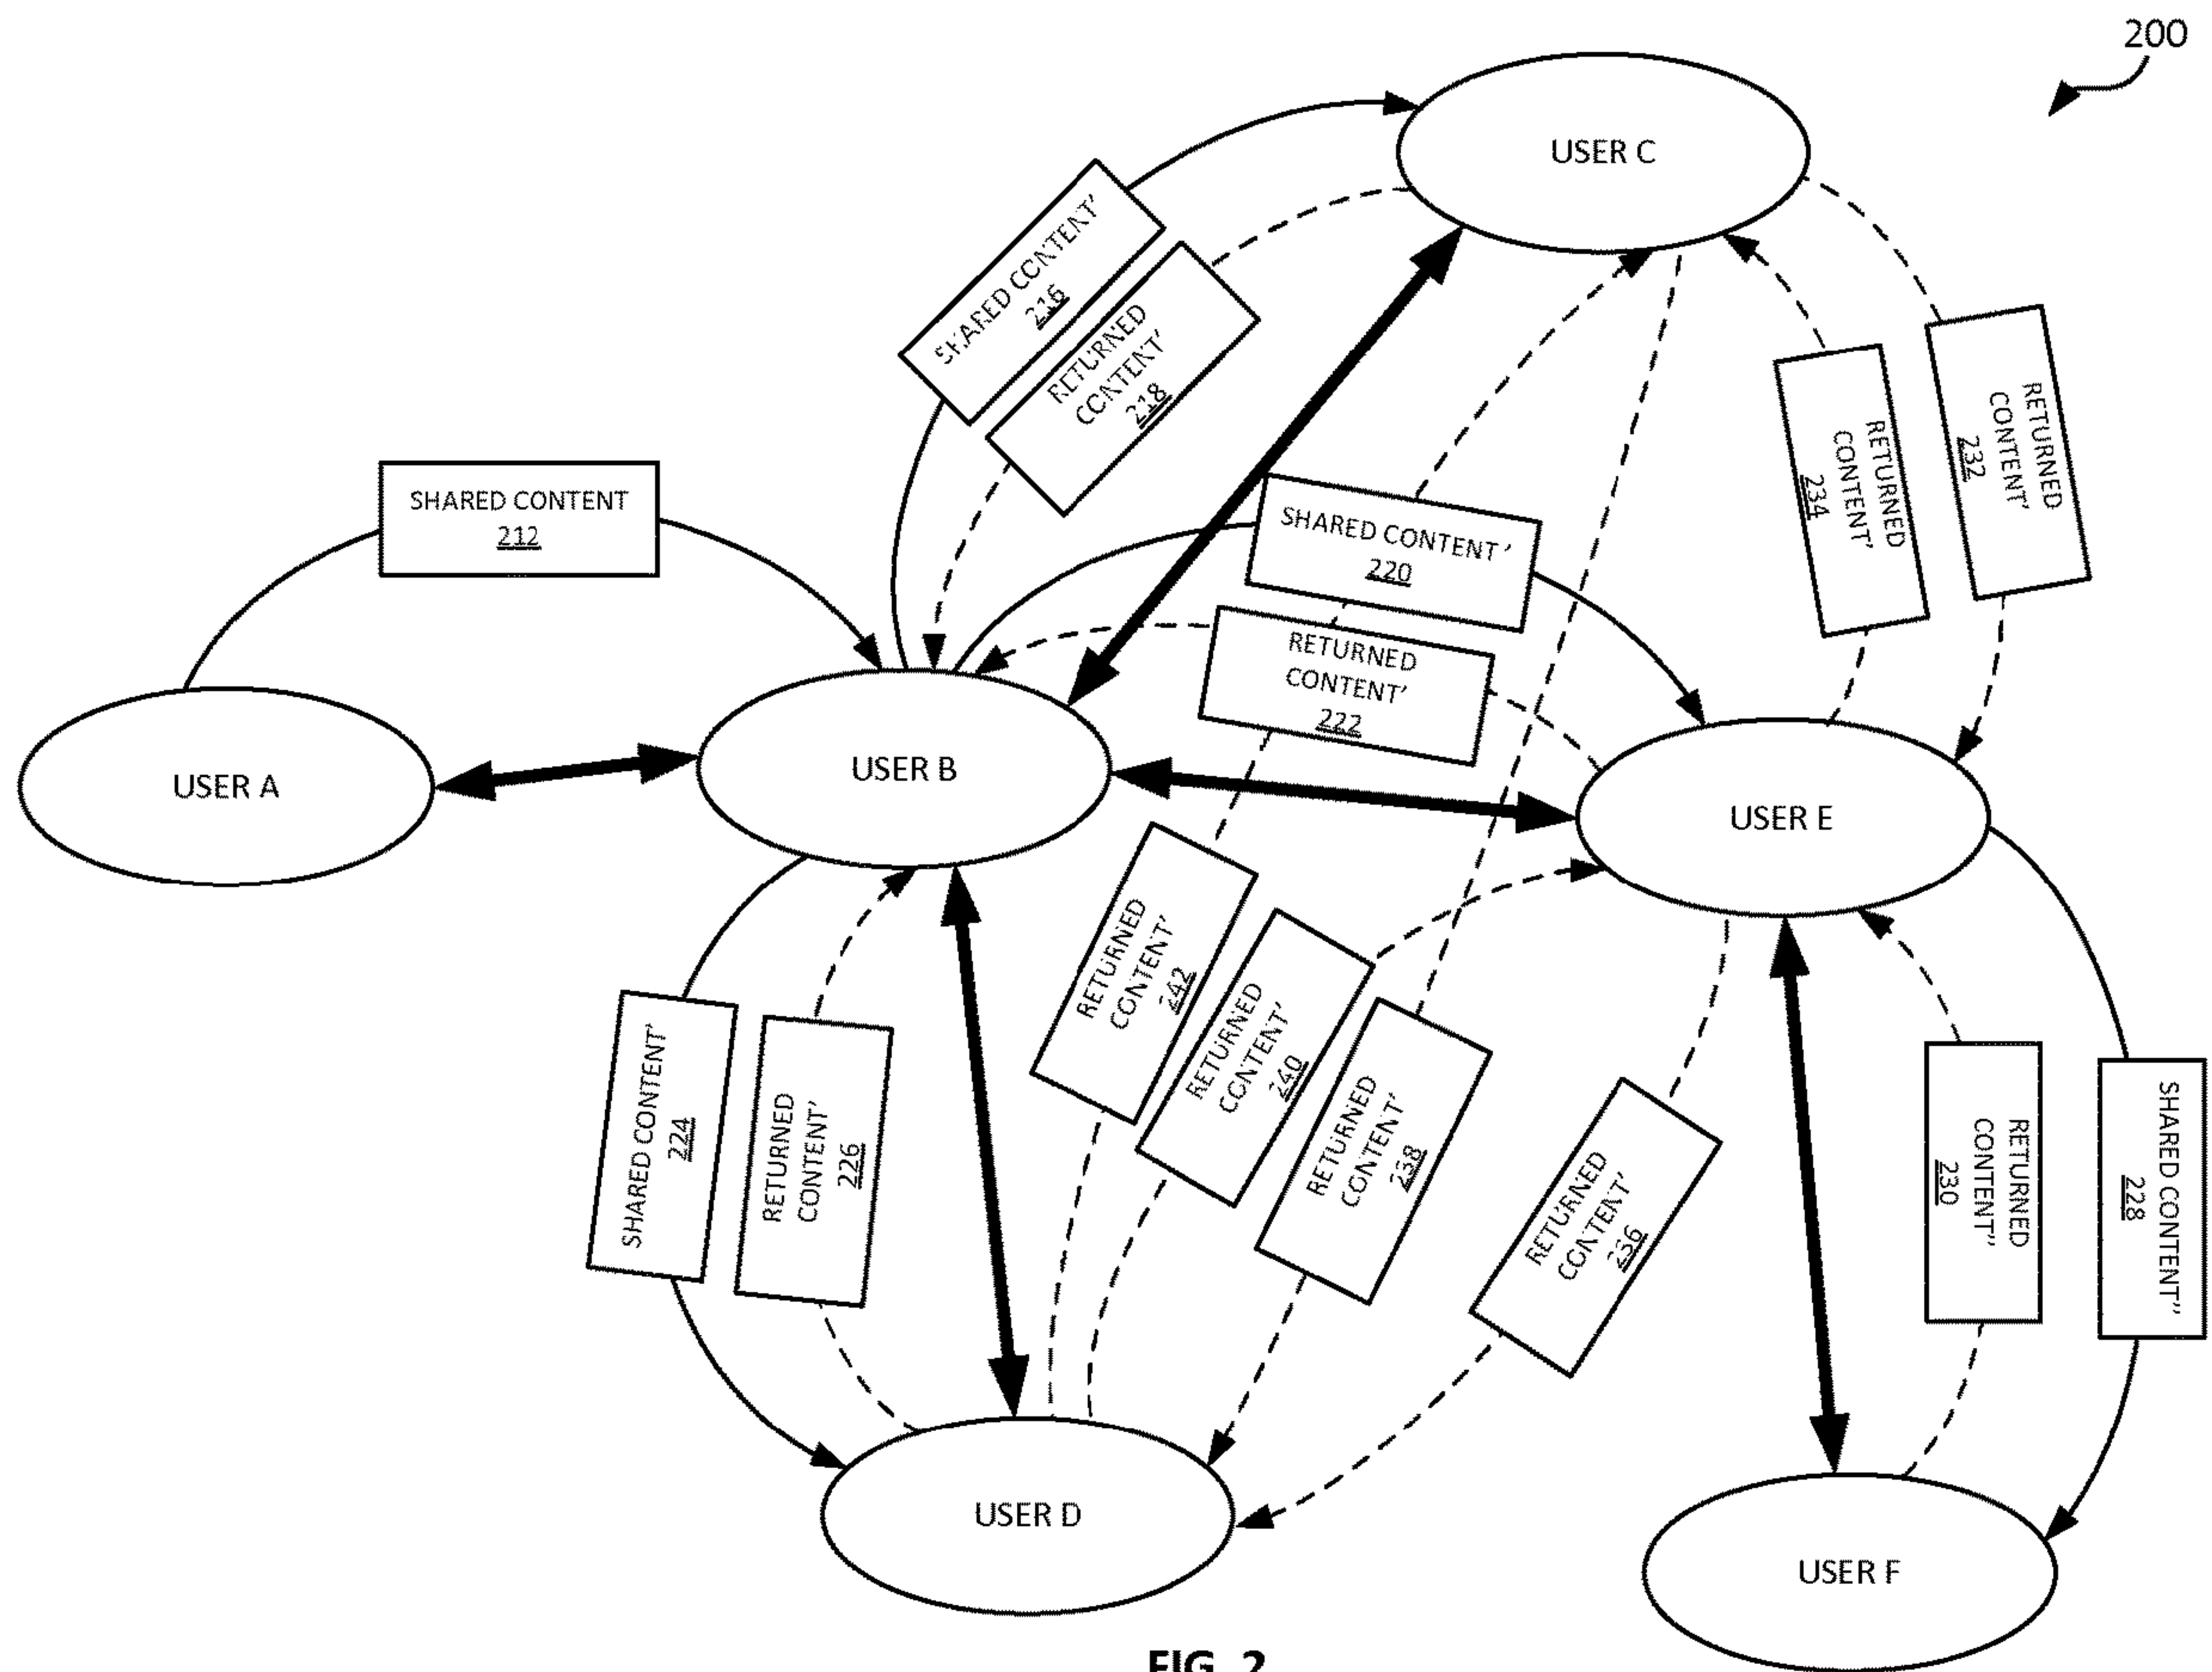 200
USER C
SHARED CONTENT'
216
RETURNED
CONTENT'
218
RETURNED
CONTENT'
232
RETURNED
CONTENT'
234
SHARED CONTENT
212
SHARED CONTENT'
220
RETURNED
CONTENT'
222
USER A
USER B
USER E
RETURNED
CONTENT'
242
RETURNED
CONTENT'
240
RETURNED
CONTENT'
238
RETURNED
CONTENT'
236
SHARED CONTENT'
224
RETURNED
CONTENT'
226
RETURNED
CONTENT''
230
SHARED CONTENT''
228
USER D
USER F
FIG. 2